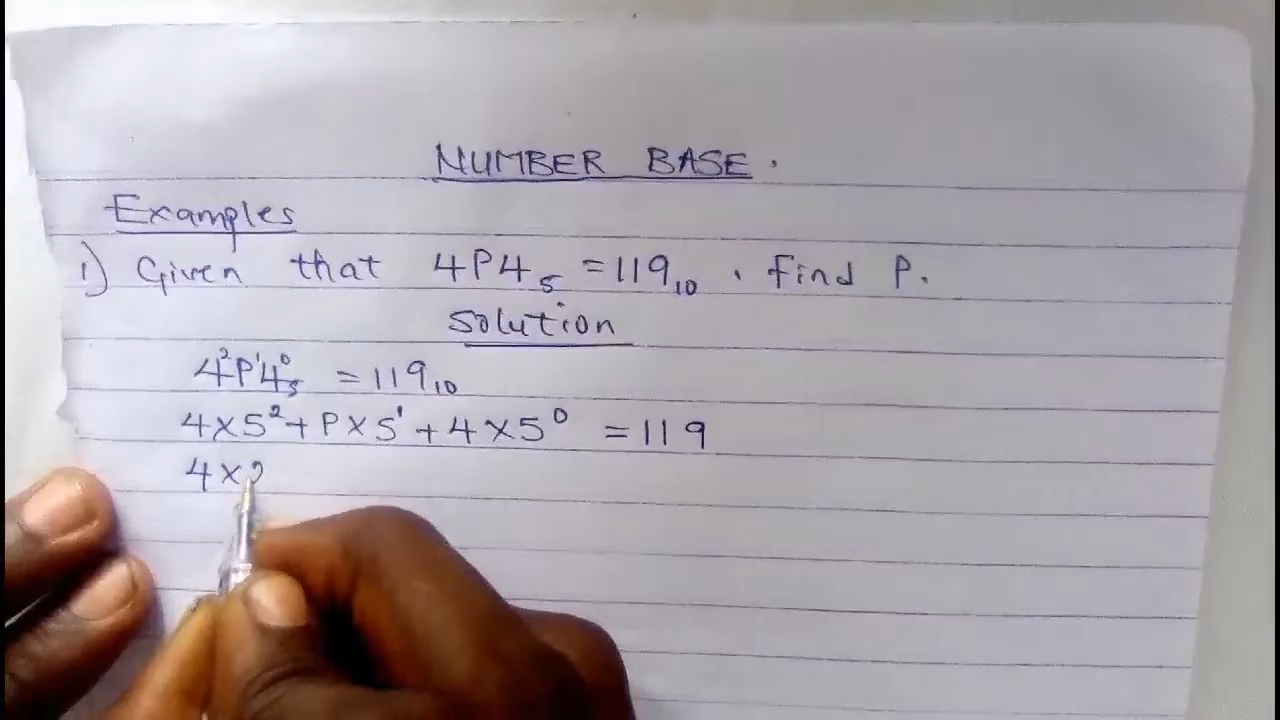 NUMBER BASE.
Examples
1) Given that 4P4₅ = 119₁₀. Find P.
Solution
4²P¹4⁰₅ = 119₁₀
4×5²+P×5¹+4×5⁰ = 119
4×2